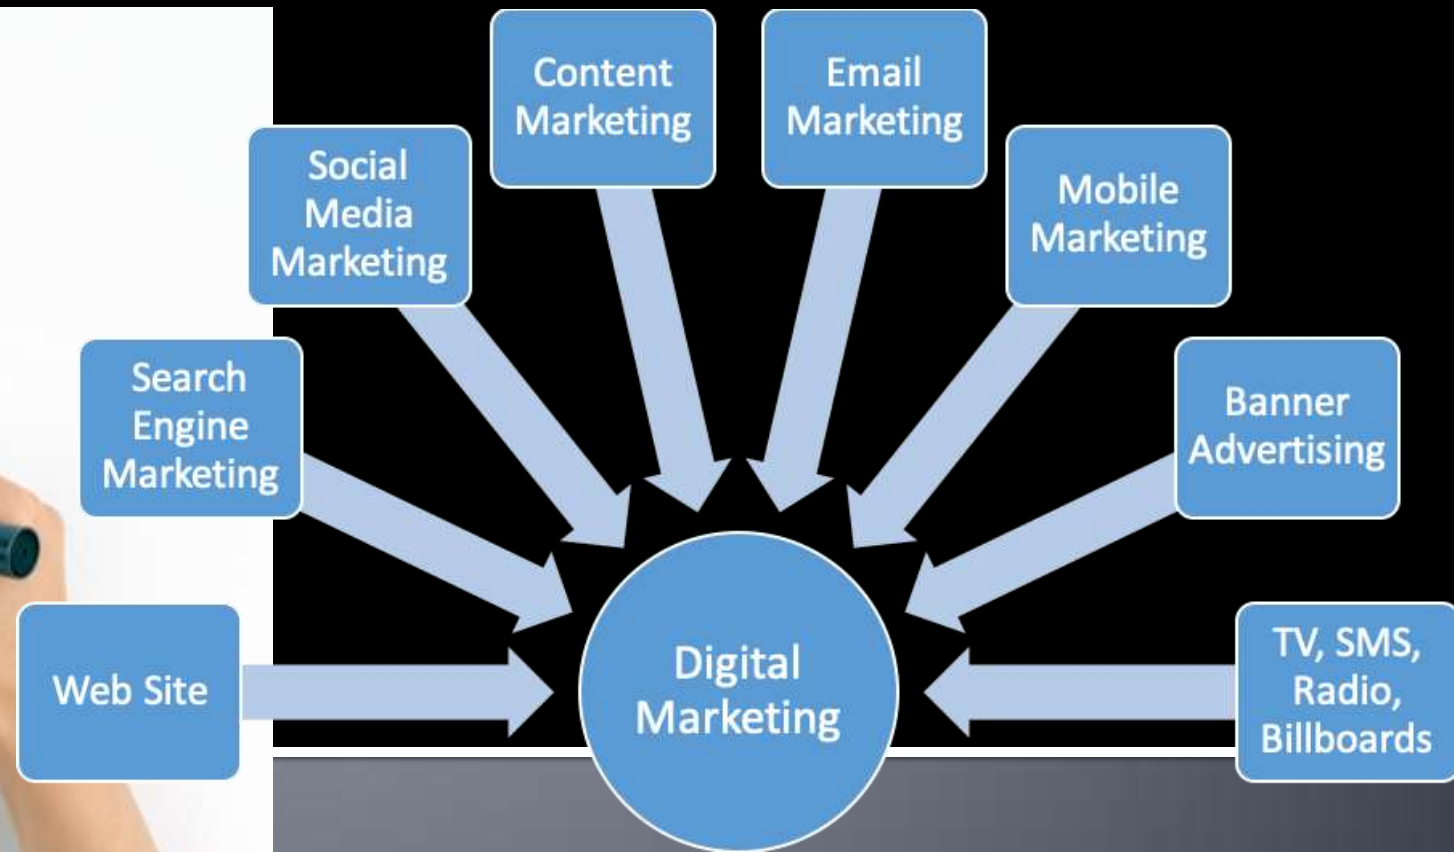 Content
Marketing
Email
Marketing
Social
Media
Marketing
Mobile
Marketing
Search
Engine
Marketing
Banner
Advertising
Web Site
Digital
Marketing
TV, SMS,
Radio,
Billboards